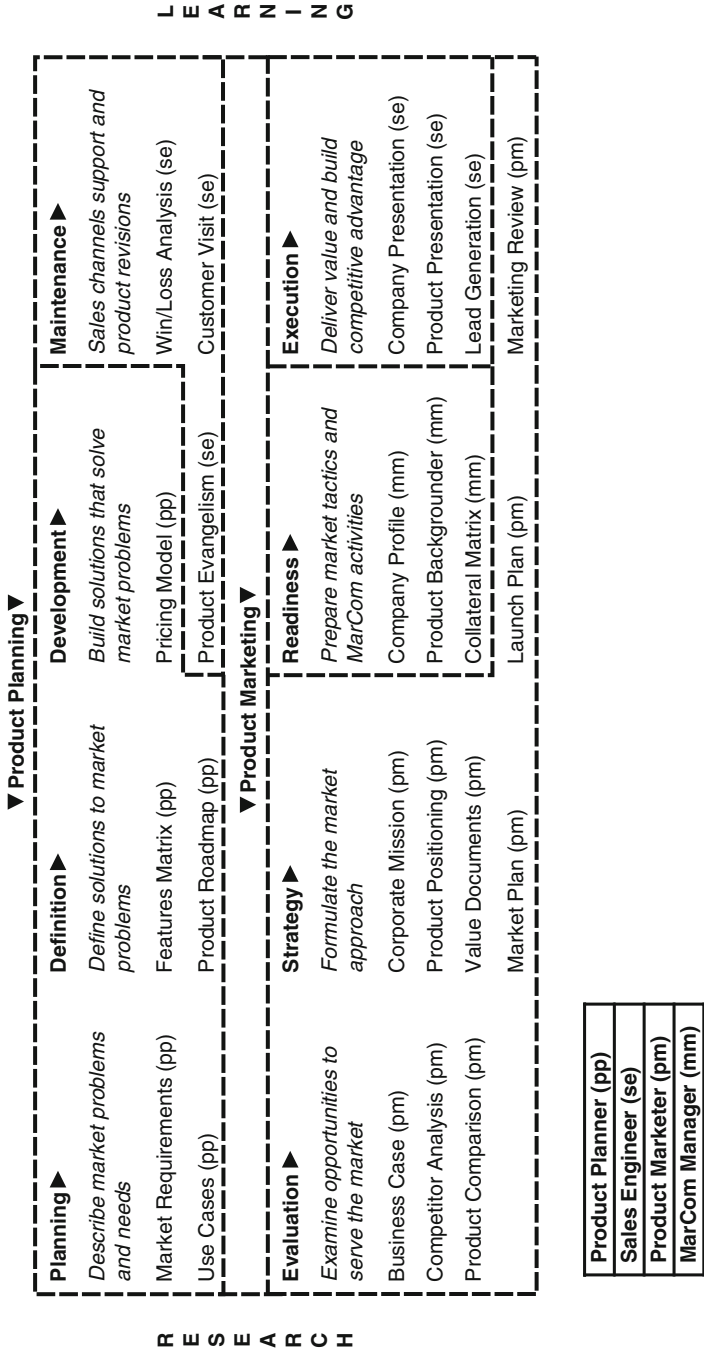 RESEARCH
▼Product Planning▼
Planning▶
Describe market problems
and needs
Market Requirements (pp)
Use Cases (pp)
Definition▶
Define solutions to market
problems
Features Matrix (pp)
Product Roadmap (pp)
Development▶
Build solutions that solve
market problems
Pricing Model (pp)
Product Evangelism (se)
Maintenance▶
Sales channels support and
product revisions
Win/Loss Analysis (se)
Customer Visit (se)
▼Product Marketing▼
Evaluation▶
Examine opportunities to
serve the market
Business Case (pm)
Competitor Analysis (pm)
Product Comparison (pm)
Strategy▶
Formulate the market
approach
Corporate Mission (pm)
Product Positioning (pm)
Value Documents (pm)
Market Plan (pm)
Readiness▶
Prepare market tactics and
MarCom activities
Company Profile (mm)
Product Backgrounder (mm)
Collateral Matrix (mm)
Launch Plan (pm)
Execution▶
Deliver value and build
competitive advantage
Company Presentation (se)
Product Presentation (se)
Lead Generation (se)
Marketing Review (pm)
LEARNING
Product Planner (pp)
Sales Engineer (se)
Product Marketer (pm)
MarCom Manager (mm)